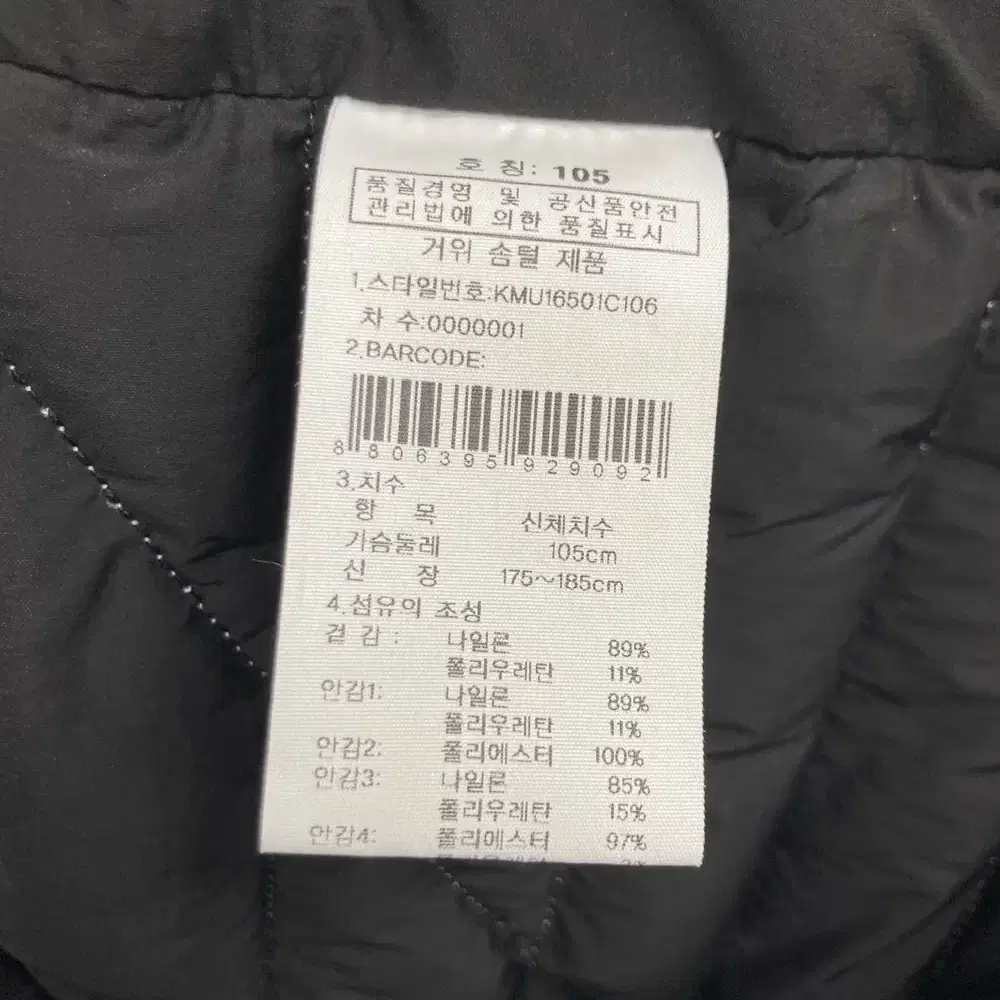 호 칭: 105
품질경영 및 공산품안전
관리법에 의한 품질표시
거위 솜털 제품
1.스타일번호:KMU16501C106
차 수:0000001
2.BARCODE:
8 806395 929092
3.치수
항 목 신체치수
가슴둘레 105cm
신 장 175~185cm
4.섬유의 조성
겉 감 : 나일론 89%
폴리우레탄 11%
안감1: 나일론 89%
폴리우레탄 11%
안감2: 폴리에스터 100%
안감3: 나일론 85%
폴리우레탄 15%
안감4: 폴리에스터 97%